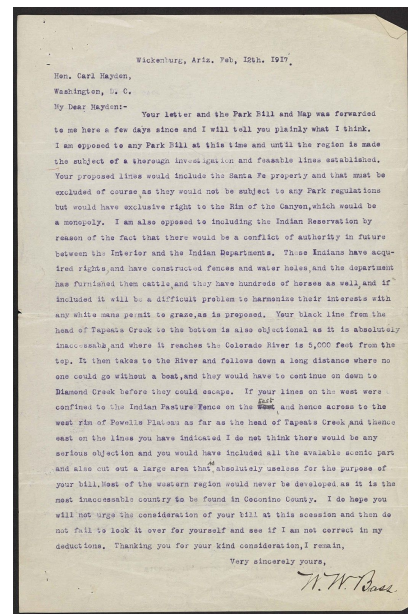 Wickenburg, Ariz. Feb, 12th. 1917.
Hon. Carl Hayden,
Washington, D. C.
My Dear Hayden:-
Your letter and the Park Bill and Map was forwarded
to me here a few days since and I will tell you plainly what I think.
I am opposed to any Park Bill at this time and until the region is made
the subject of a thorough investigation and feasable lines established.
Your proposed lines would include the Santa Fe property and that must be
excluded of course, as they would not be subject to any Park regulations
but would have exclusive right to the Rim of the Canyon, which would be
a monopoly. I am also opposed to including the Indian Reservation by
reason of the fact that there would be a conflict of authority in future
between the Interior and the Indian Departments. These Indians have acqu-
ired rights, and have constructed fences and water holes, and the department
has furnished them cattle, and they have hundreds of horses as well, and if
included it will be a difficult problem to harmonize their interests with
any white mans permit to graze, as is proposed. Your black line from the
head of Tapeats Creek to the bottom is also objectional as it is absolutely
inaccessable, and where it reaches the Colorado River is 5,000 feet from the
top. It then takes to the River and follows down a long distance where no
one could go without a boat, and they would have to continue on down to
Diamond Creek before they could escape. If your lines on the west were
confined to the Indian Pasture Fence on the east and hence across to the
west rim of Powells Plateau as far as the head of Tapeats Creek, and thence
east on the lines you have indicated I do not think there would be any
serious objection and you would have included all the available scenic part
and also cut out a large area that is absolutely useless for the purpose of
your bill. Most of the western region would never be developed as it is the
most inaccessable country to be found in Coconino County. I do hope you
will not urge the consideration of your bill at this scession and then do
not fail to look it over for yourself and see if I am not correct in my
deductions. Thanking you for your kind consideration, I remain,
Very sincerely yours,
W. W. Bass